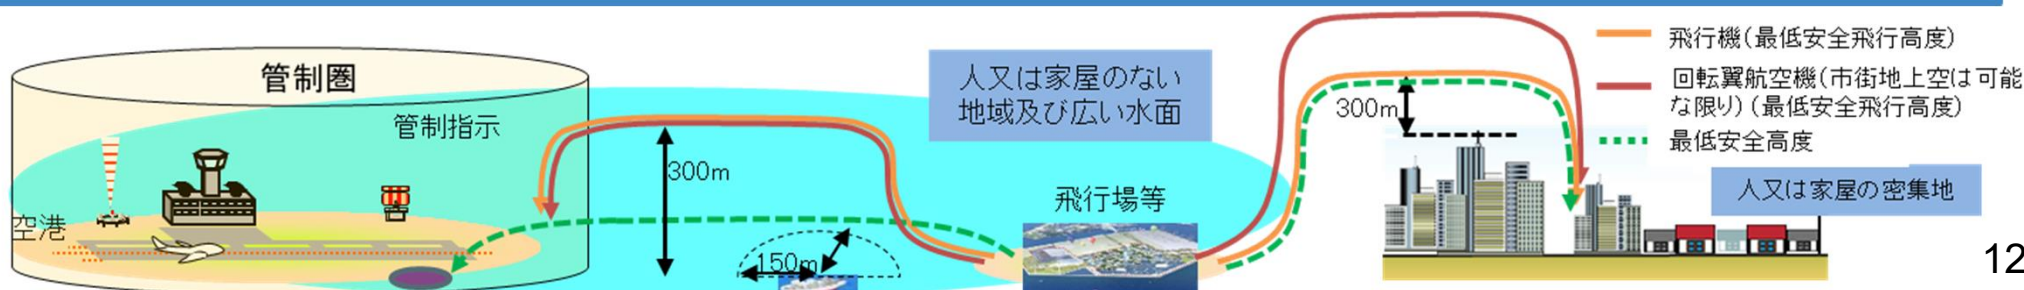 管制圏
管制指示
空港
300m
150m
人又は家屋のない
地域及び広い水面
飛行場等
300m
飛行機(最低安全飛行高度)
回転翼航空機(市街地上空は可能
な限り)(最低安全飛行高度)
最低安全高度
人又は家屋の密集地
12